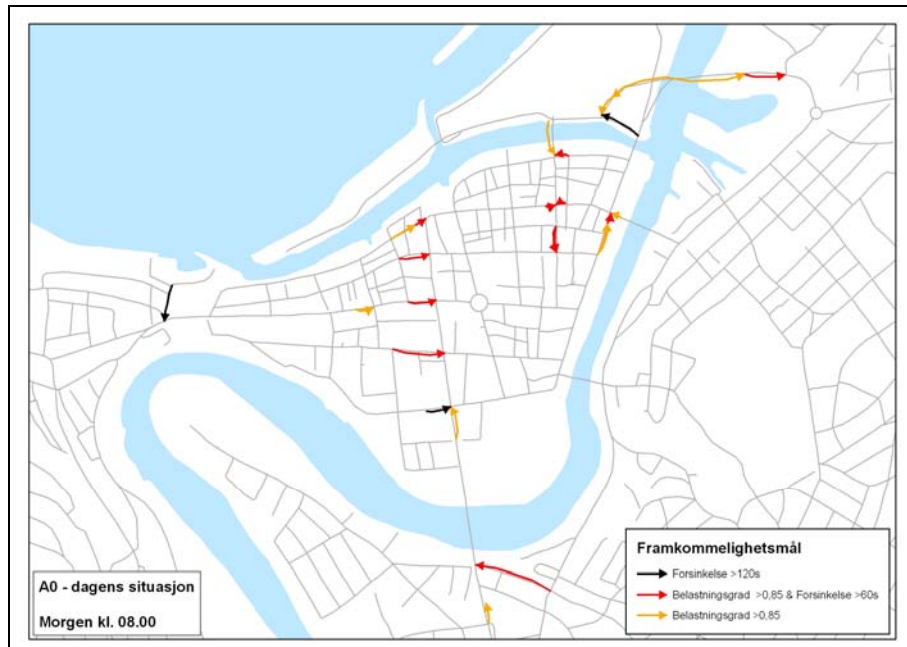 A0 - dagens situasjon
Morgen kl. 08.00
Framkommelighetsmål
Forsinkelse >120s
Belastningsgrad >0,85 & Forsinkelse >60s
Belastningsgrad >0,85